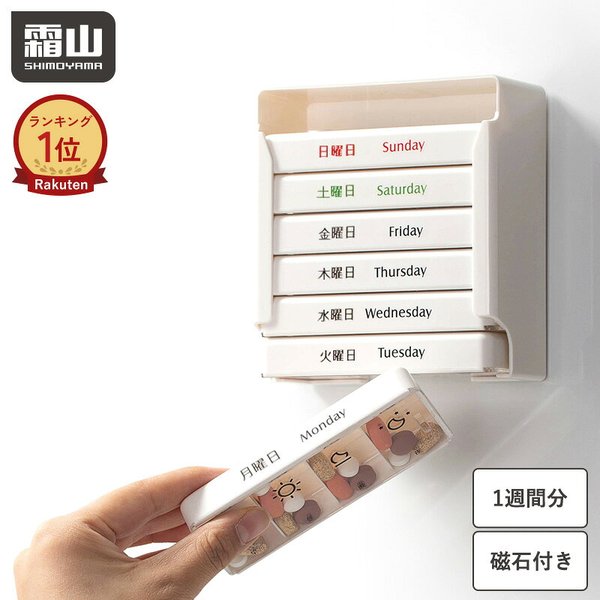 霜山
SHIMOYAMA
ランキング
1位
Rakuten
日曜日 Sunday
土曜日 Saturday
金曜日 Friday
木曜日 Thursday
水曜日 Wednesday
火曜日 Tuesday
月曜日 Monday
1週間分
磁石付き